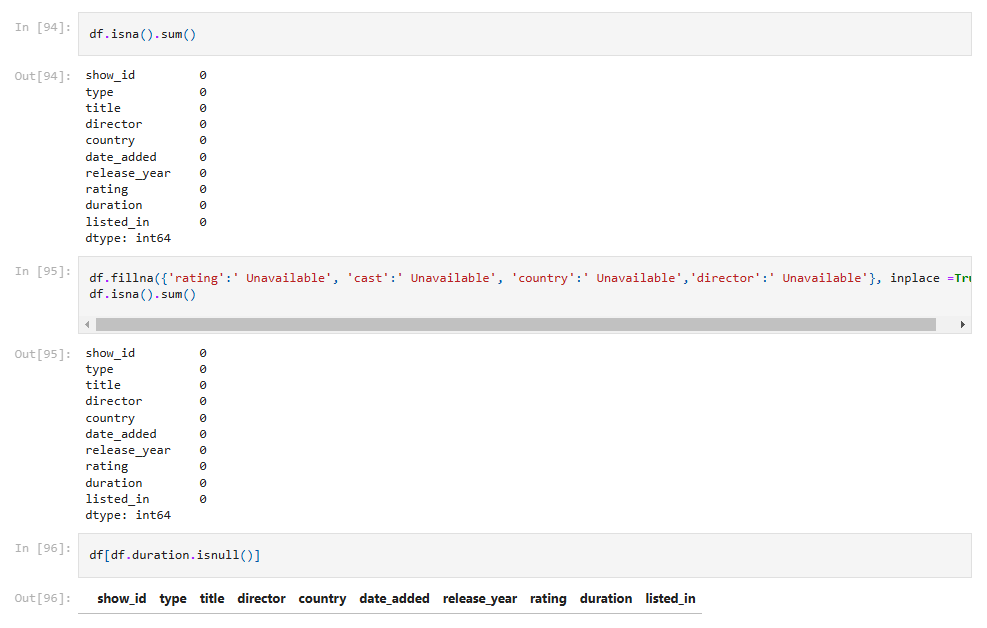 In [94]: df.isna().sum()
Out[94]: show_id 0
type 0
title 0
director 0
country 0
date_added 0
release_year 0
rating 0
duration 0
listed_in 0
dtype: int64
In [95]: df.fillna({'rating':' Unavailable', 'cast':' Unavailable', 'country':' Unavailable','director':' Unavailable'}, inplace =Tru
df.isna().sum()
Out[95]: show_id 0
type 0
title 0
director 0
country 0
date_added 0
release_year 0
rating 0
duration 0
listed_in 0
dtype: int64
In [96]: df[df.duration.isnull()]
Out[96]: show_id type title director country date_added release_year rating duration listed_in